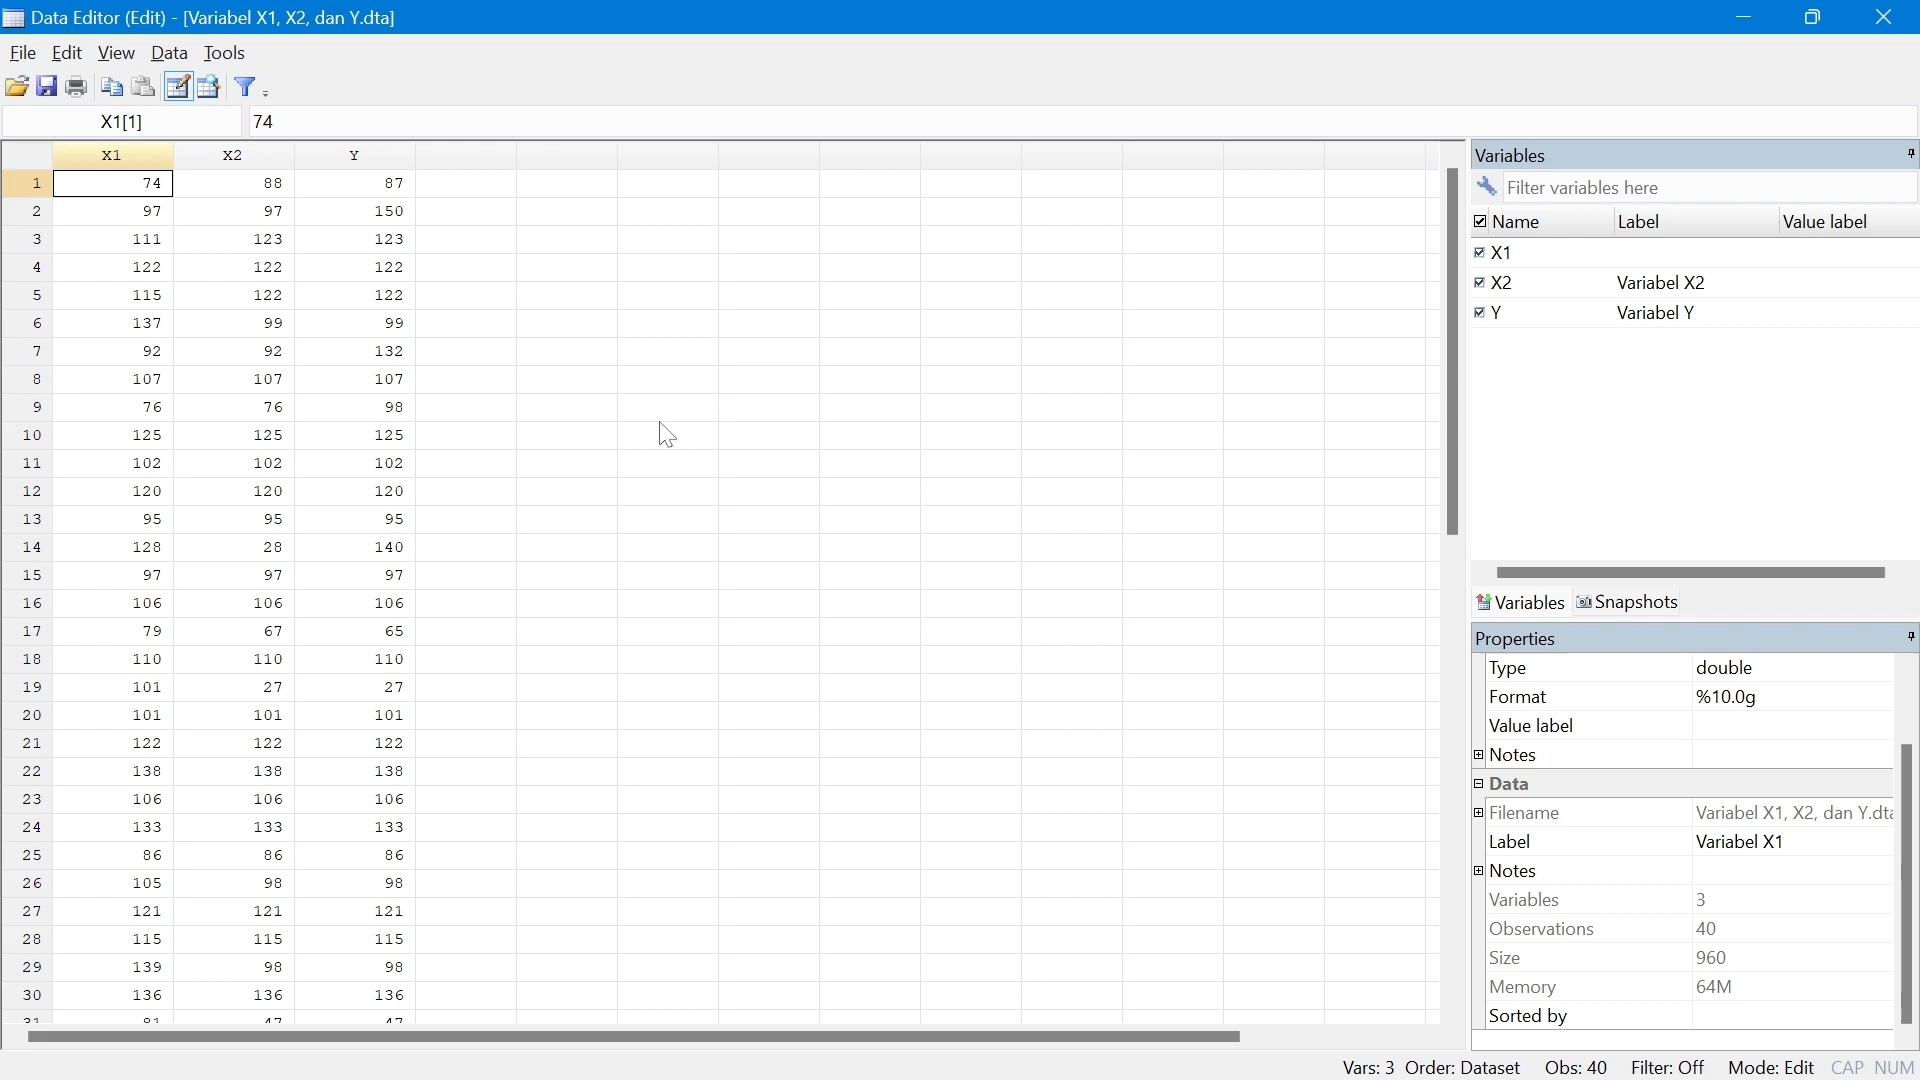 Data Editor (Edit) - [Variabel X1, X2, dan Y.dta]
File Edit View Data Tools
X1[1] 74
X1 X2 Y
1 74 88 87
2 97 97 150
3 111 123 123
4 122 122 122
5 115 122 122
6 137 99 99
7 92 92 132
8 107 107 107
9 76 76 98
10 125 125 125
11 102 102 102
12 120 120 120
13 95 95 95
14 128 28 140
15 97 97 97
16 106 106 106
17 79 67 65
18 110 110 110
19 101 27 27
20 101 101 101
21 122 122 122
22 138 138 138
23 106 106 106
24 133 133 133
25 86 86 86
26 105 98 98
27 121 121 121
28 115 115 115
29 139 98 98
30 136 136 136
Variables
Filter variables here
Name Label Value label
X1
X2 Variabel X2
Y Variabel Y
Variables Snapshots
Properties
Type double
Format %10.0g
Value label
Notes
Data
Filename Variabel X1, X2, dan Y.dta
Label Variabel X1
Notes
Variables 3
Observations 40
Size 960
Memory 64M
Sorted by
Vars: 3 Order: Dataset Obs: 40 Filter: Off Mode: Edit CAP NUM